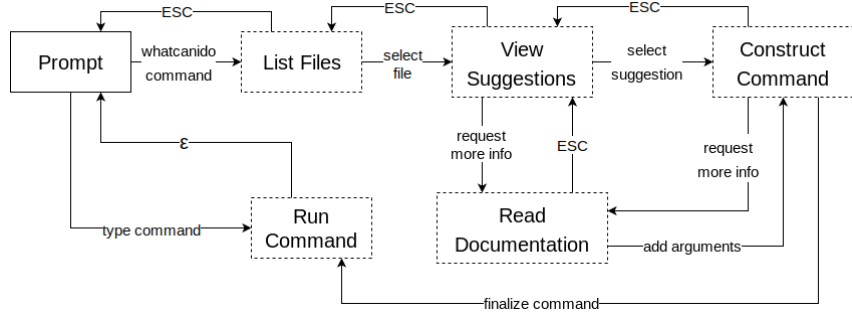 ESC
ESC
ESC
Prompt
whatcanido
command
List Files
select
file
View
Suggestions
select
suggestion
Construct
Command
ε
request
more info
ESC
request
more info
type command
Run
Command
Read
Documentation
add arguments
finalize command